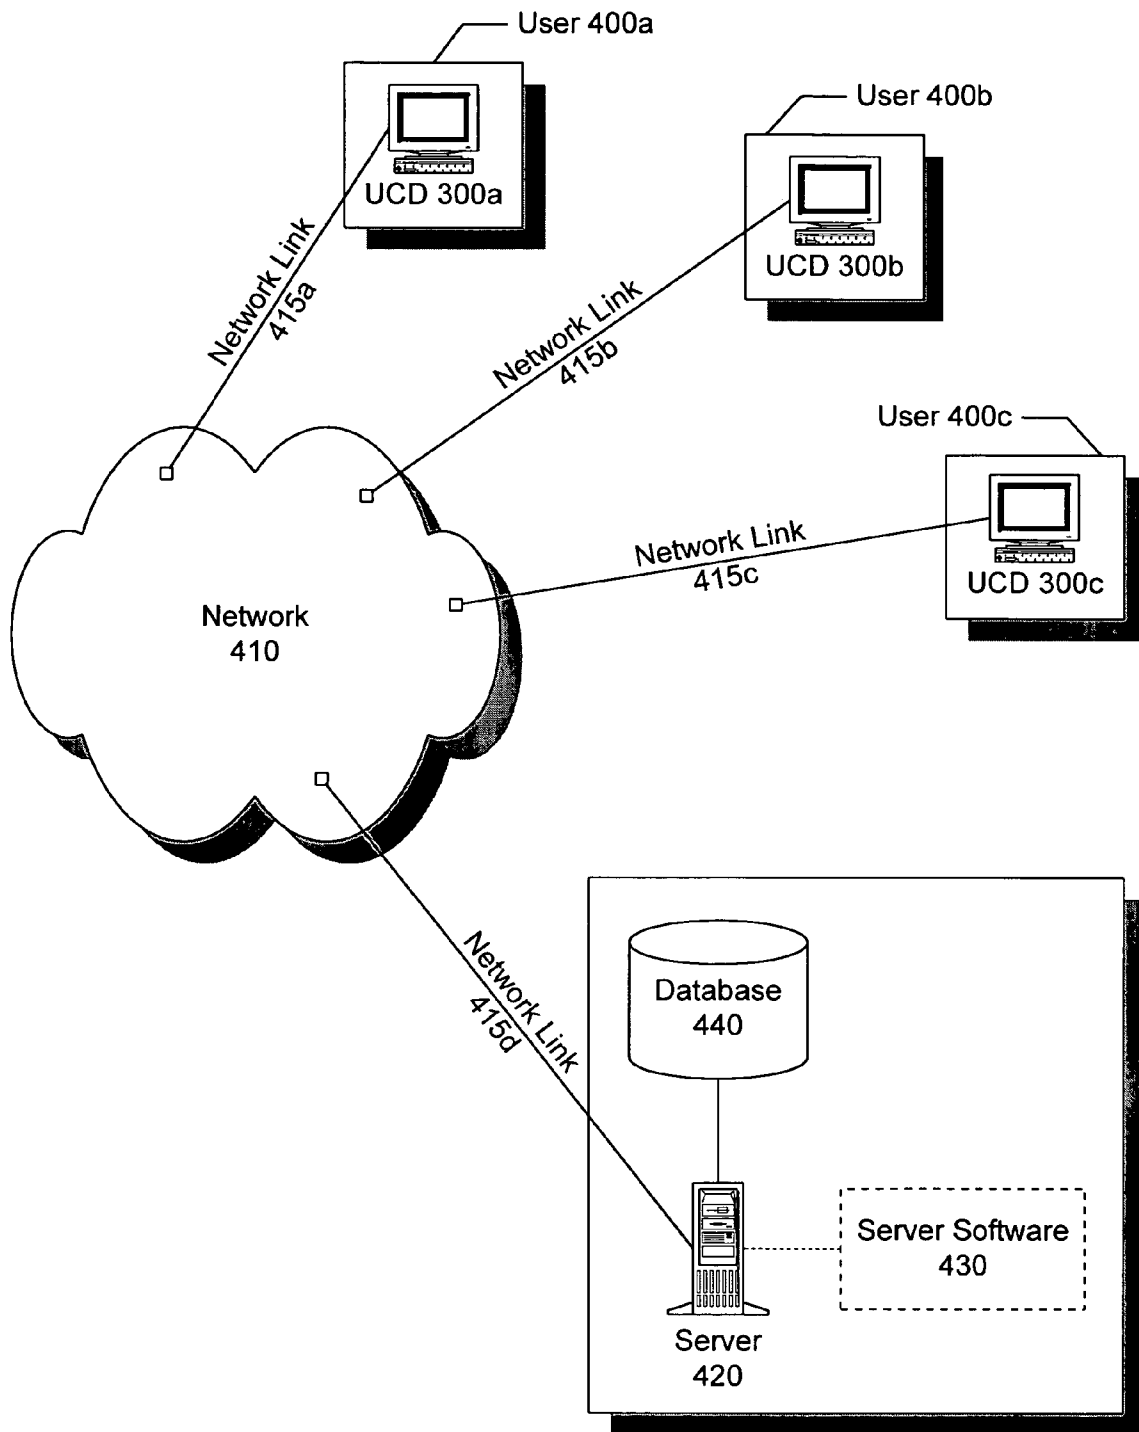 User 400a
UCD 300a
User 400b
UCD 300b
User 400c
UCD 300c
Network Link
415a
Network Link
415b
Network Link
415c
Network
410
Network Link
415d
Database
440
Server Software
430
Server
420